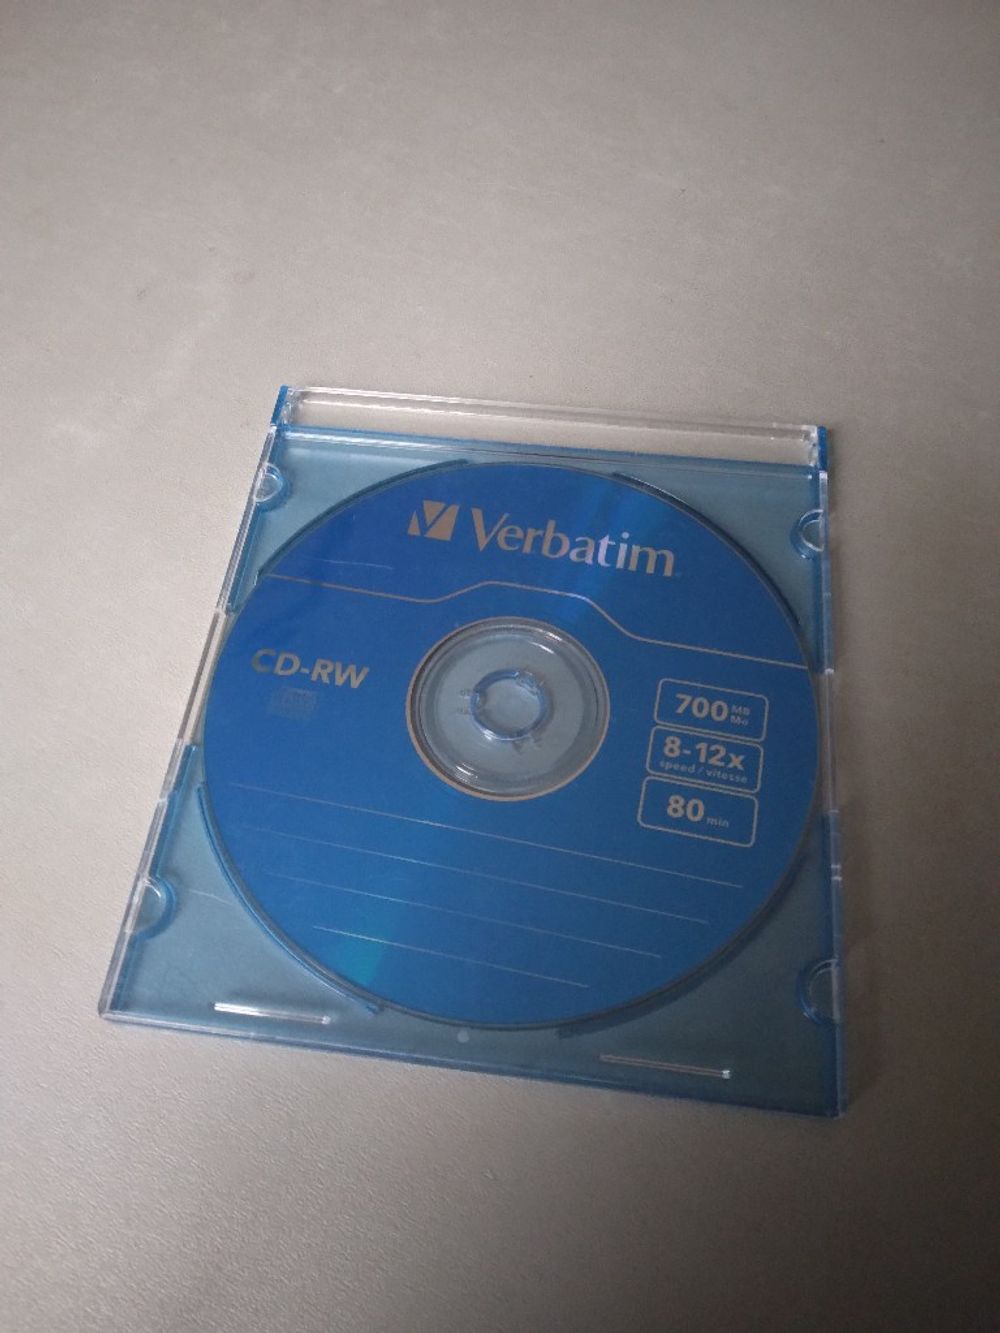 Verbatim
CD-RW
700 MB
Mo
8-12x
speed / vitesse
80 min